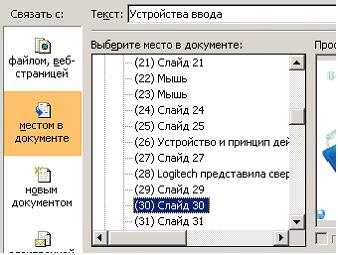 Связать с:
Текст: Устройства ввода
Выберите место в документе:
файлом, веб-
страницей
местом в
документе
новым
документом
(21) Слайд 21
(22) Мышь
(23) Мышь
(24) Слайд 24
(25) Слайд 25
(26) Устройство и принцип дей
(27) Слайд 27
(28) Logitech представила свер
(29) Слайд 29
(30) Слайд 30
(31) Слайд 31